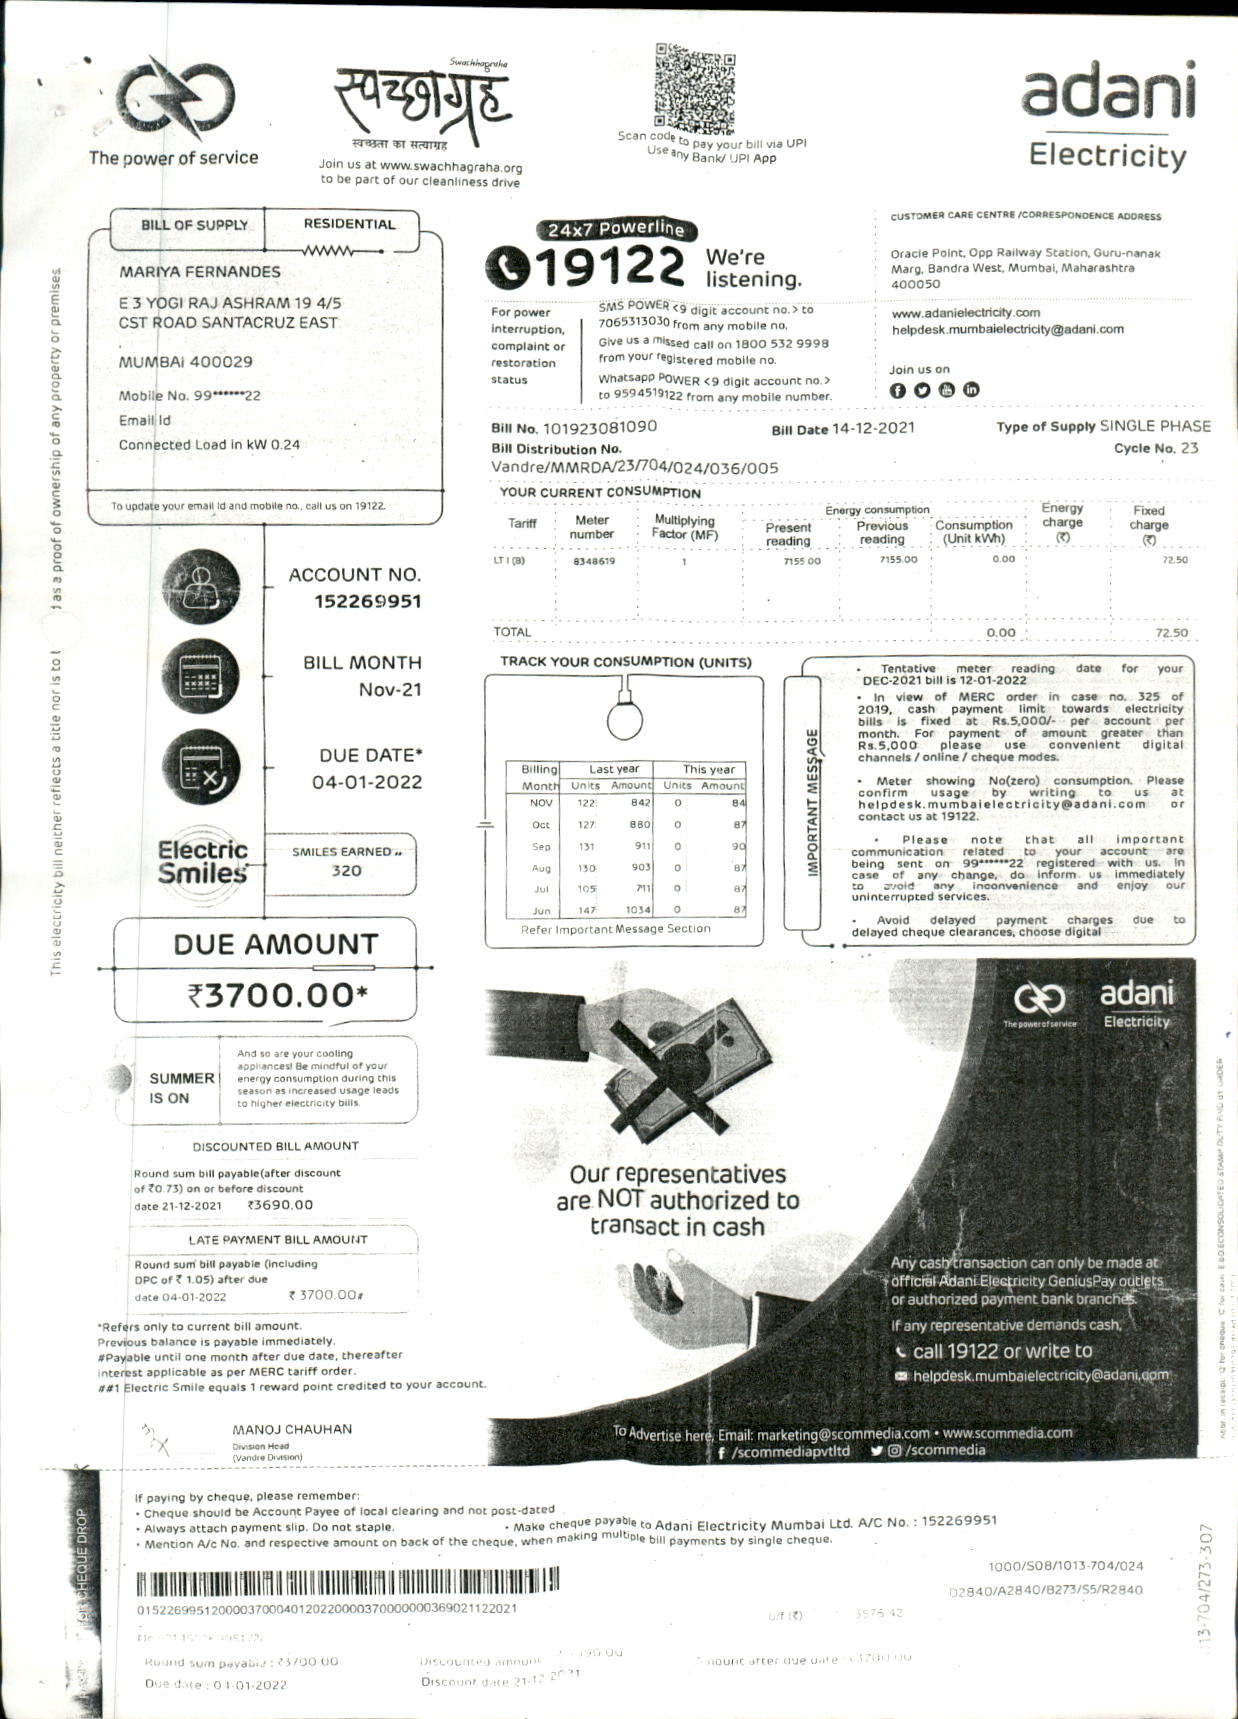 The power of service
Swachhagraha
स्वच्छाग्रह
स्वच्छता का सत्याग्रह
Join us at www.swachhagraha.org
to be part of our cleanliness drive
Scan code to pay your bill via UPI
Use any Bank/ UPI App
adani
Electricity
BILL OF SUPPLY RESIDENTIAL
MARIYA FERNANDES
E 3 YOGI RAJ ASHRAM 19 4/5
CST ROAD SANTACRUZ EAST
MUMBAI 400029
Mobile No. 99******22
Email Id
Connected Load in kW 0.24
To update your email Id and mobile no., call us on 19122.
24x7 Powerline
19122 We're
listening.
For power
interruption,
complaint or
restoration
status
SMS POWER <9 digit account no.> to
7065313030 from any mobile no.
Give us a missed call on 1800 532 9998
from your registered mobile no.
Whatsapp POWER <9 digit account no.>
to 9594519122 from any mobile number.
CUSTOMER CARE CENTRE /CORRESPONDENCE ADDRESS
Oracle Point, Opp Railway Station, Guru-nanak
Marg, Bandra West, Mumbai, Maharashtra
400050
www.adanielectricity.com
helpdesk.mumbaielectricity@adani.com
Join us on
Bill No. 101923081090 Bill Date 14-12-2021 Type of Supply SINGLE PHASE
Bill Distribution No. Cycle No. 23
Vandre/MMRDA/23/704/024/036/005
YOUR CURRENT CONSUMPTION
Tariff Meter number Multiplying Factor (MF) Energy consumption Present reading Previous reading Consumption (Unit kWh) Energy charge (₹) Fixed charge (₹)
LT I (B) 8348619 1 7155.00 7155.00 0.00 72.50
TOTAL 0.00 72.50
ACCOUNT NO.
152269951
BILL MONTH
Nov-21
DUE DATE*
04-01-2022
Electric
Smiles
SMILES EARNED ##
320
DUE AMOUNT
₹3700.00*
SUMMER
IS ON
And so are your cooling
appliances! Be mindful of your
energy consumption during this
season as increased usage leads
to higher electricity bills.
DISCOUNTED BILL AMOUNT
Round sum bill payable(after discount
of ₹0.73) on or before discount
date 21-12-2021 ₹3690.00
LATE PAYMENT BILL AMOUNT
Round sum bill payable (including
DPC of ₹ 1.05) after due
date 04-01-2022 ₹ 3700.00#
*Refers only to current bill amount.
Previous balance is payable immediately.
#Payable until one month after due date, thereafter
interest applicable as per MERC tariff order.
##1 Electric Smile equals 1 reward point credited to your account.
MANOJ CHAUHAN
Division Head
(Vandre Division)
TRACK YOUR CONSUMPTION (UNITS)
Billing Last year This year
Month Units Amount Units Amount
NOV 122 842 0 84
Oct 127 880 0 87
Sep 131 911 0 90
Aug 130 903 0 87
Jul 105 711 0 87
Jun 147 1034 0 87
Refer Important Message Section
IMPORTANT MESSAGE
• Tentative meter reading date for your
DEC-2021 bill is 12-01-2022
• In view of MERC order in case no. 325 of
2019, cash payment limit towards electricity
bills is fixed at Rs.5,000/- per account per
month. For payment of amount greater than
Rs.5,000 please use convenient digital
channels / online / cheque modes.
• Meter showing No(zero) consumption. Please
confirm usage by writing to us at
helpdesk.mumbaielectricity@adani.com or
contact us at 19122.
• Please note that all important
communication related to your account are
being sent on 99******22 registered with us. In
case of any change, do inform us immediately
to avoid any inconvenience and enjoy our
uninterrupted services.
• Avoid delayed payment charges due to
delayed cheque clearances, choose digital
The power of service
adani
Electricity
Our representatives
are NOT authorized to
transact in cash
Any cash transaction can only be made at
official Adani Electricity GeniusPay outlets
or authorized payment bank branches.
If any representative demands cash,
call 19122 or write to
helpdesk.mumbaielectricity@adani.com
To Advertise here, Email: marketing@scommedia.com • www.scommedia.com
/scommediapvtltd /scommedia
This electricity bill neither reflects a title nor is to
as a proof of ownership of any property or premises
CHEQUE DROP
If paying by cheque, please remember:
• Cheque should be Account Payee of local clearing and not post-dated
• Always attach payment slip. Do not staple. • Make cheque payable to Adani Electricity Mumbai Ltd. A/C No. : 152269951
• Mention A/c No. and respective amount on back of the cheque, when making multiple bill payments by single cheque.
1000/S08/1013-704/024
D2840/A2840/B273/S5/R2840
13-704/273-307
0152269951200003700040120220000370000000369021122021
b/f (₹) 3576.42
Round sum payable : ₹3700.00 Discounted amount 90.00 amount after due date : ₹3700.00
Due date : 04-01-2022 Discount date 21-12-2021